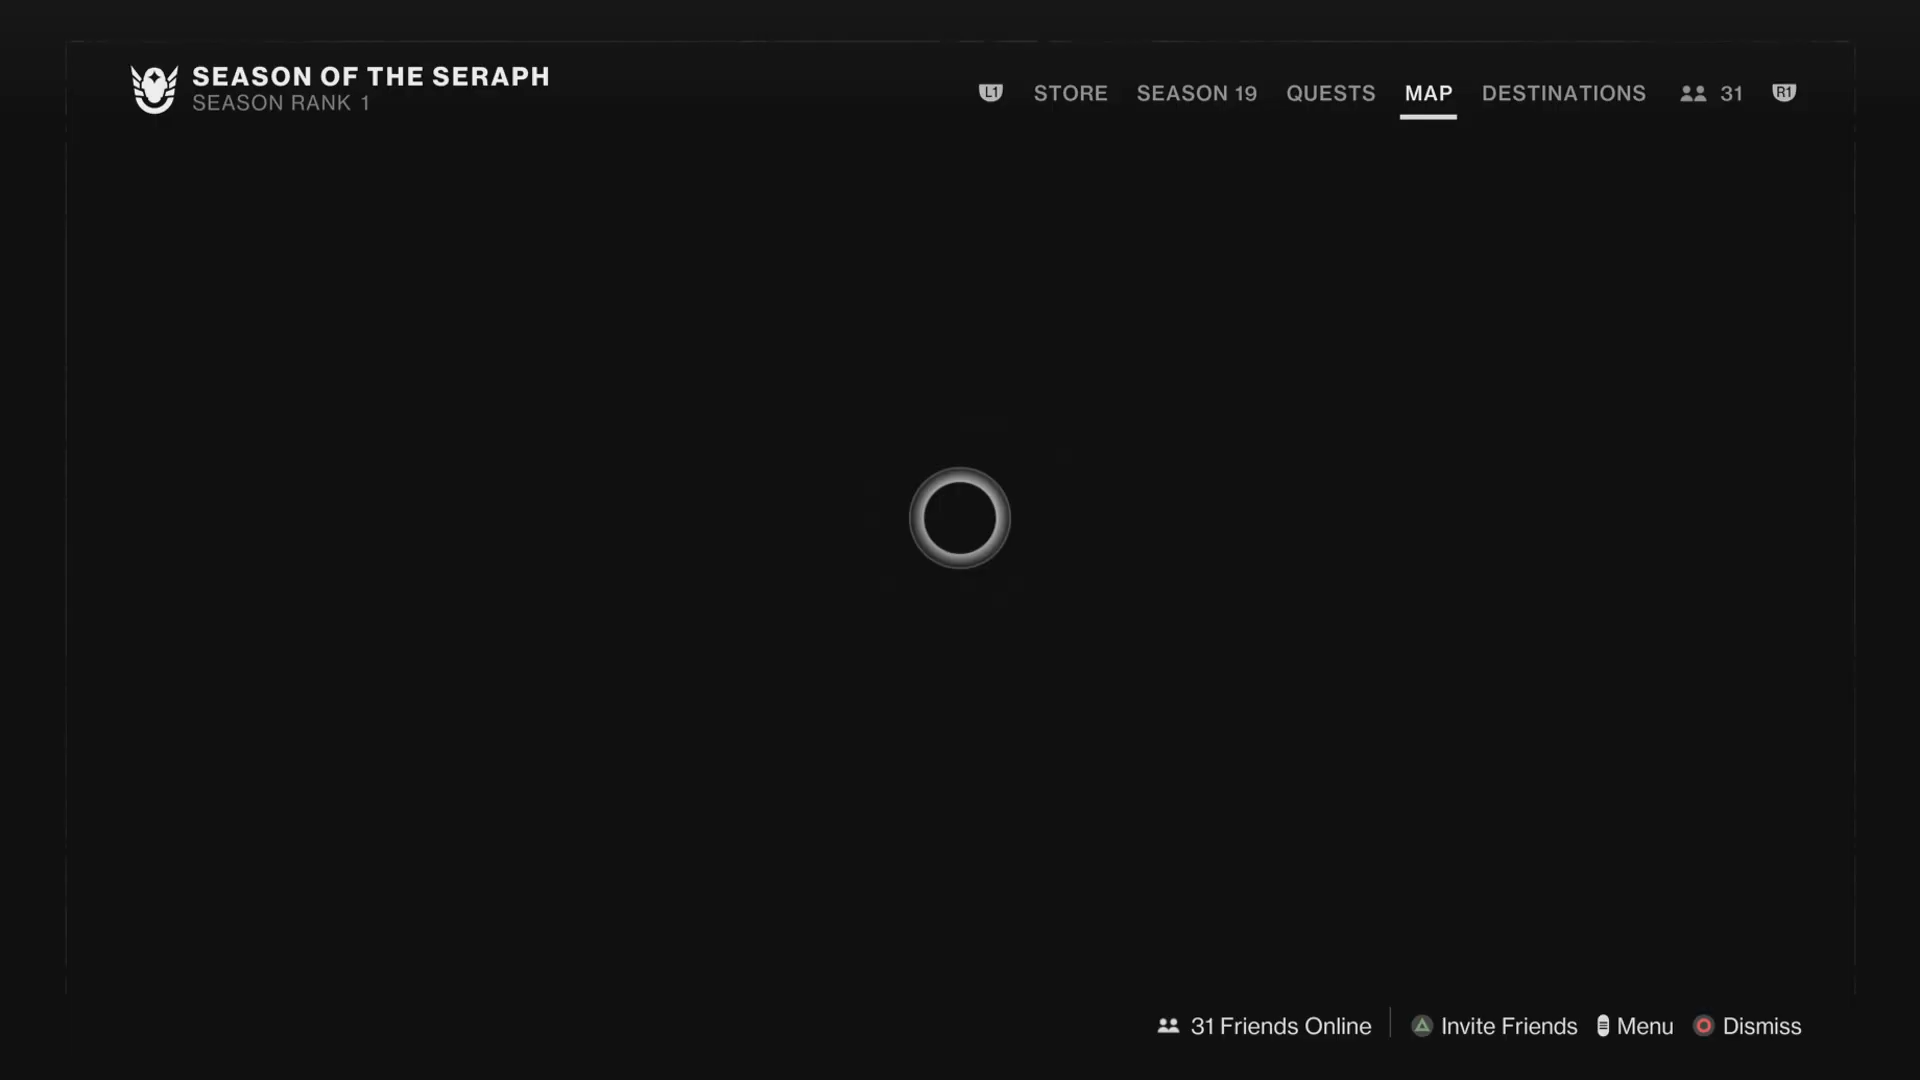 SEASON OF THE SERAPH
SEASON RANK 1
L1 STORE SEASON 19 QUESTS MAP DESTINATIONS 31 R1
31 Friends Online Invite Friends Menu Dismiss